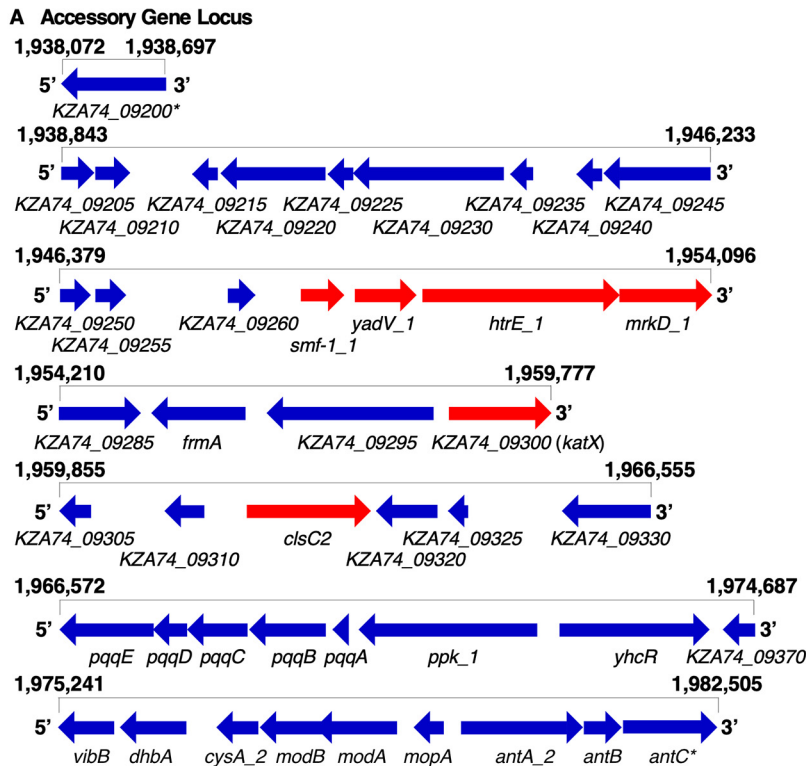 A Accessory Gene Locus
1,938,072 1,938,697
5’ 3’
KZA74_09200*
1,938,843 1,946,233
5’ 3’
KZA74_09205 KZA74_09215 KZA74_09225 KZA74_09235 KZA74_09245
KZA74_09210 KZA74_09220 KZA74_09230 KZA74_09240
1,946,379 1,954,096
5’ 3’
KZA74_09250 KZA74_09260 yadV_1 htrE_1 mrkD_1
KZA74_09255 smf-1_1
1,954,210 1,959,777
5’ 3’
KZA74_09285 frmA KZA74_09295 KZA74_09300 (katX)
1,959,855 1,966,555
5’ 3’
KZA74_09305 clsC2 KZA74_09325 KZA74_09330
KZA74_09310 KZA74_09320
1,966,572 1,974,687
5’ 3’
pqqE pqqD pqqC pqqB pqqA ppk_1 yhcR KZA74_09370
1,975,241 1,982,505
5’ 3’
vibB dhbA cysA_2 modB modA mopA antA_2 antB antC*